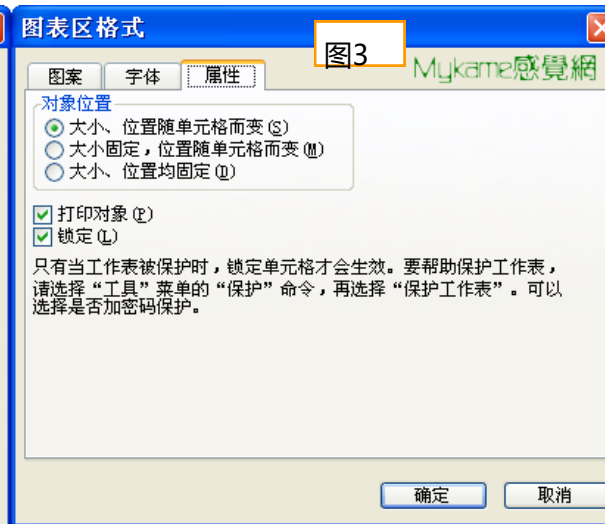 图表区格式
图3
Mykame感覺網
图案 字体 属性
对象位置
大小、位置随单元格而变(S)
大小固定，位置随单元格而变(M)
大小、位置均固定(D)
打印对象(P)
锁定(L)
只有当工作表被保护时，锁定单元格才会生效。要帮助保护工作表，
请选择“工具”菜单的“保护”命令，再选择“保护工作表”。可以
选择是否加密码保护。
确定 取消